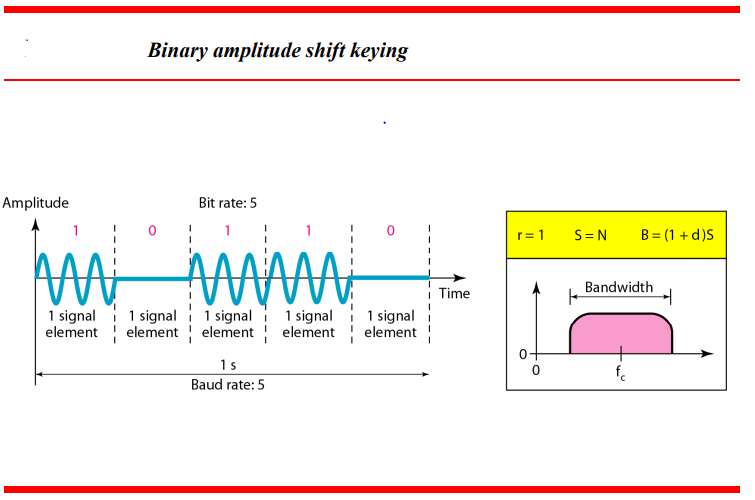 Binary amplitude shift keying
Amplitude
Bit rate: 5
1 0 1 1 0
Time
1 signal element
1 signal element
1 signal element
1 signal element
1 signal element
1 s
Baud rate: 5
r = 1 S = N B = (1 + d)S
Bandwidth
0
0
fc